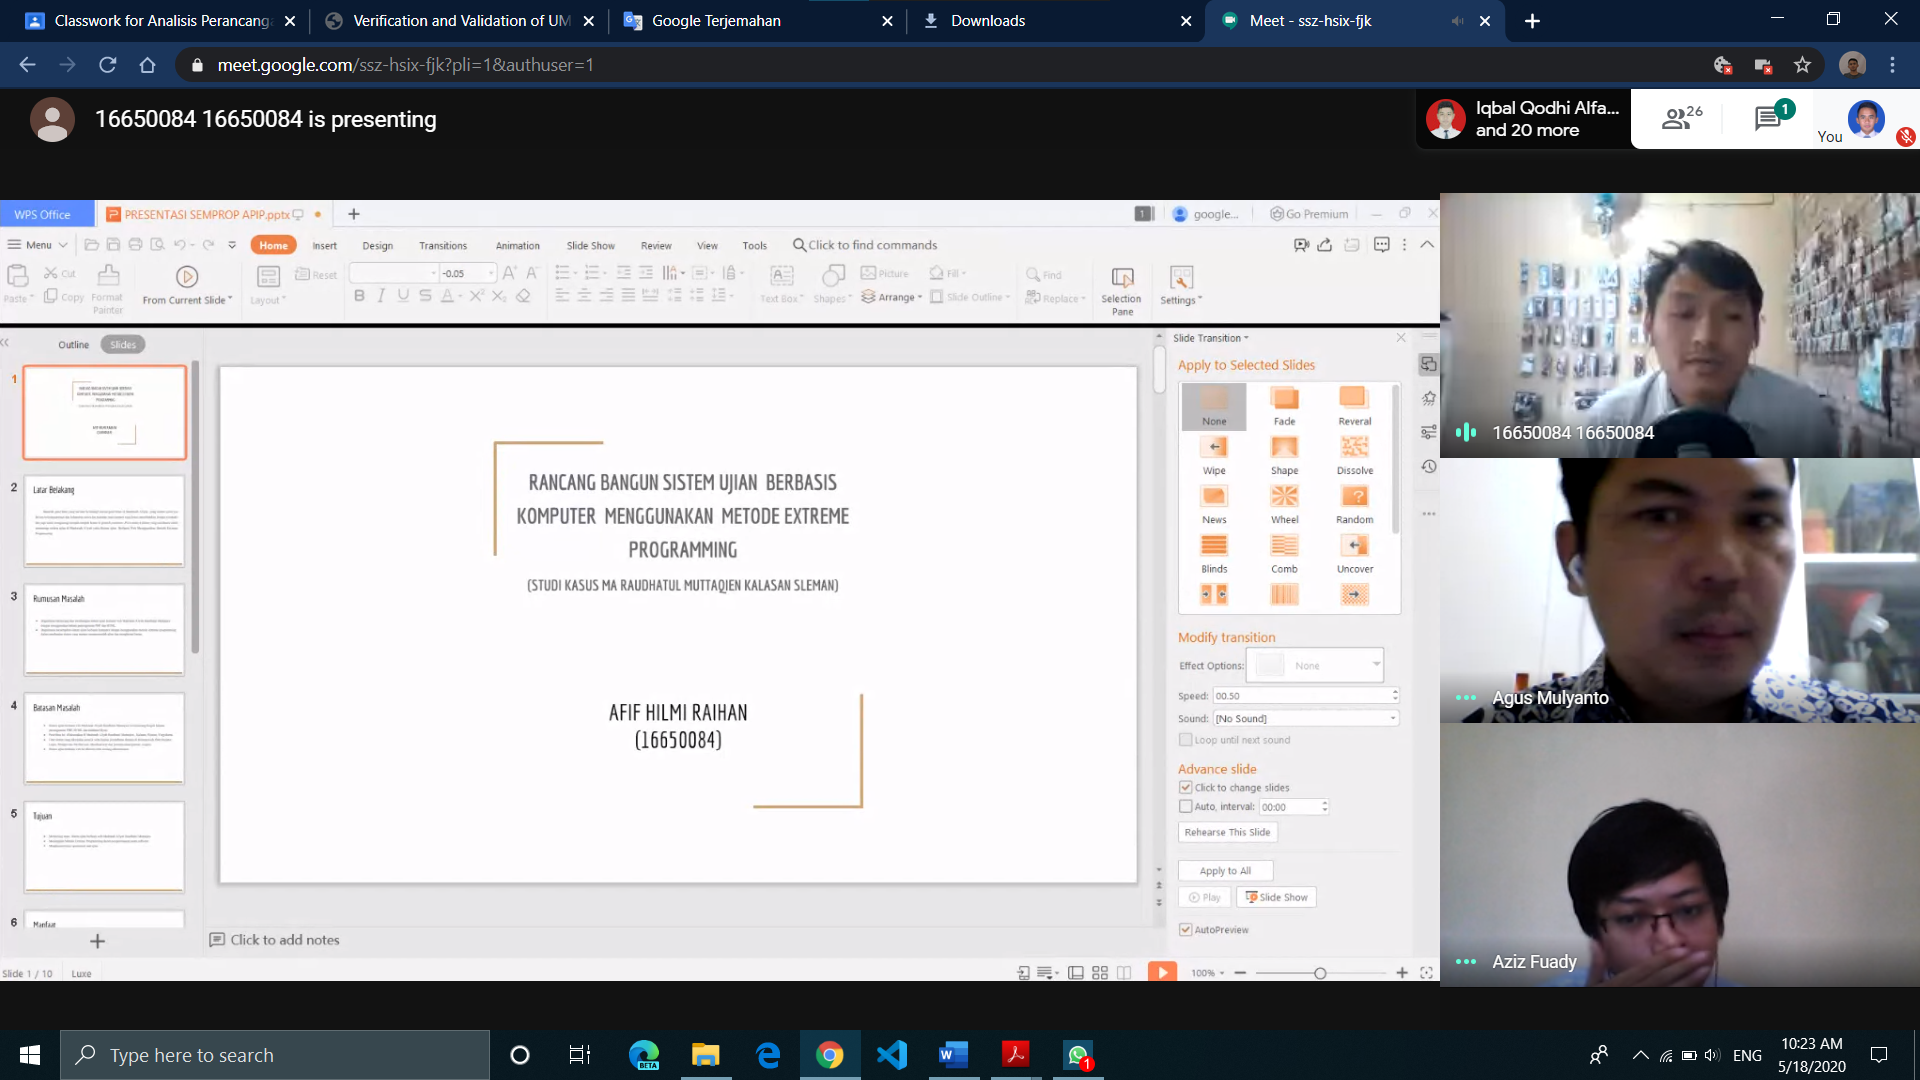 Classwork for Analisis Perancanga
Verification and Validation of UM
Google Terjemahan
Downloads
Meet - ssz-hsix-fjk
meet.google.com/ssz-hsix-fjk?pli=1&authuser=1
16650084 16650084 is presenting
Iqbal Qodhi Alfa...
and 20 more
26
1
You
WPS Office
PRESENTASI SEMPROP APIP.pptx
1
google...
Go Premium
Menu
Home
Insert
Design
Transitions
Animation
Slide Show
Review
View
Tools
Click to find commands
Paste
Cut
Copy
Format
Painter
From Current Slide
Layout
Reset
-0.05
Text Box
Shapes
Picture
Arrange
Fill
Slide Outline
Find
Replace
Selection
Pane
Settings
Outline
Slides
1
2
Latar Belakang
3
Rumusan Masalah
4
Batasan Masalah
5
Tujuan
6
Manfaat
RANCANG BANGUN SISTEM UJIAN BERBASIS
KOMPUTER MENGGUNAKAN METODE EXTREME
PROGRAMMING
(STUDI KASUS MA RAUDHATUL MUTTAQIEN KALASAN SLEMAN)
AFIF HILMI RAIHAN
(16650084)
Click to add notes
Slide 1 / 10
Luxe
100%
Slide Transition
Apply to Selected Slides
None
Fade
Reveral
Wipe
Shape
Dissolve
News
Wheel
Random
Blinds
Comb
Uncover
Modify transition
Effect Options:
None
Speed:
00.50
Sound:
[No Sound]
Loop until next sound
Advance slide
Click to change slides
Auto, interval:
00:00
Rehearse This Slide
Apply to All
Play
Slide Show
AutoPreview
16650084 16650084
Agus Mulyanto
Aziz Fuady
Type here to search
BETA
1
ENG
10:23 AM
5/18/2020